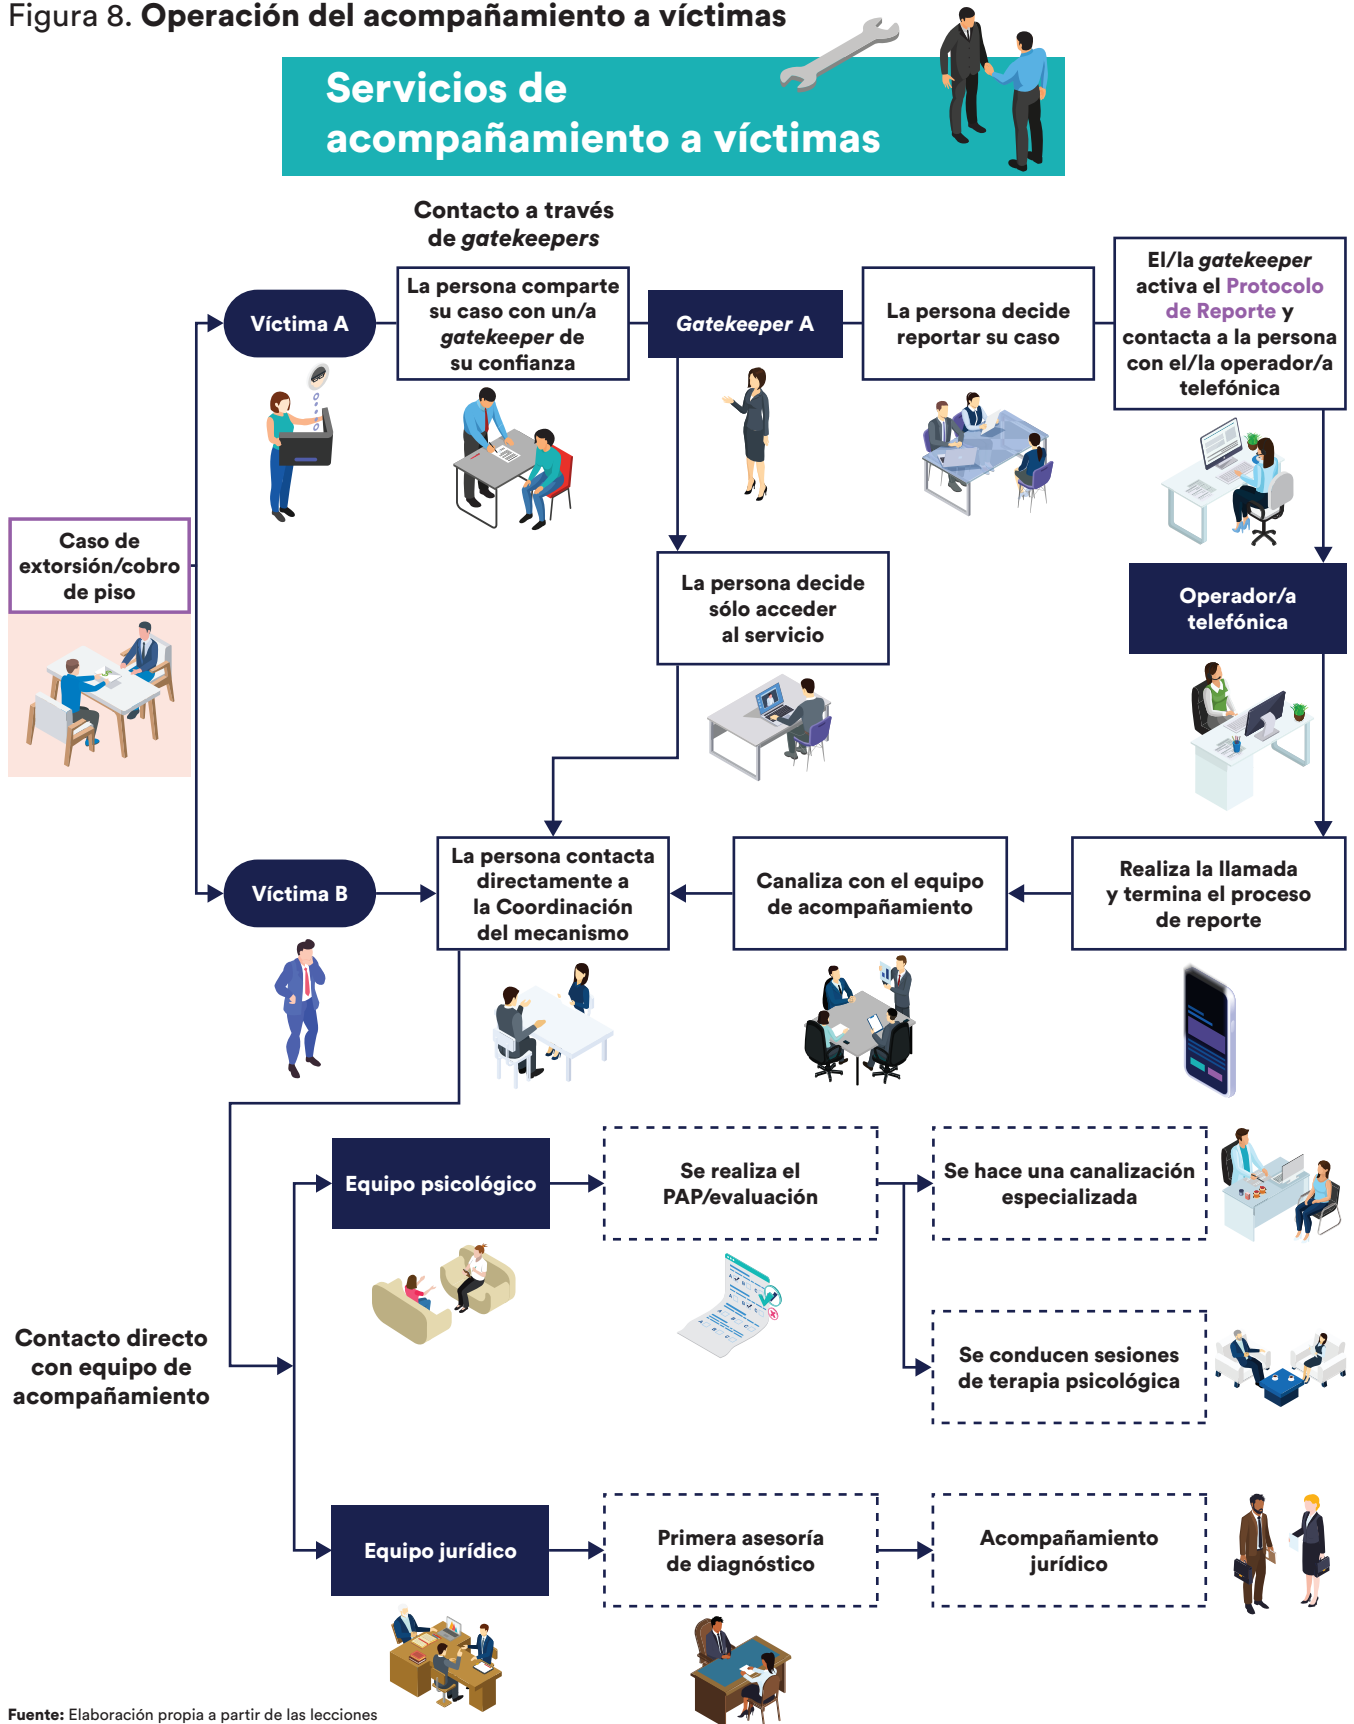 Figura 8. Operación del acompañamiento a víctimas
Servicios de
acompañamiento a víctimas
Contacto a través
de gatekeepers
Víctima A
La persona comparte
su caso con un/a
gatekeeper de
su confianza
Gatekeeper A
La persona decide
reportar su caso
El/la gatekeeper
activa el Protocolo
de Reporte y
contacta a la persona
con el/la operador/a
telefónica
Caso de
extorsión/cobro
de piso
La persona decide
sólo acceder
al servicio
Operador/a
telefónica
Víctima B
La persona contacta
directamente a
la Coordinación
del mecanismo
Canaliza con el equipo
de acompañamiento
Realiza la llamada
y termina el proceso
de reporte
Equipo psicológico
Se realiza el
PAP/evaluación
Se hace una canalización
especializada
Contacto directo
con equipo de
acompañamiento
Se conducen sesiones
de terapia psicológica
Equipo jurídico
Primera asesoría
de diagnóstico
Acompañamiento
jurídico
Fuente: Elaboración propia a partir de las lecciones